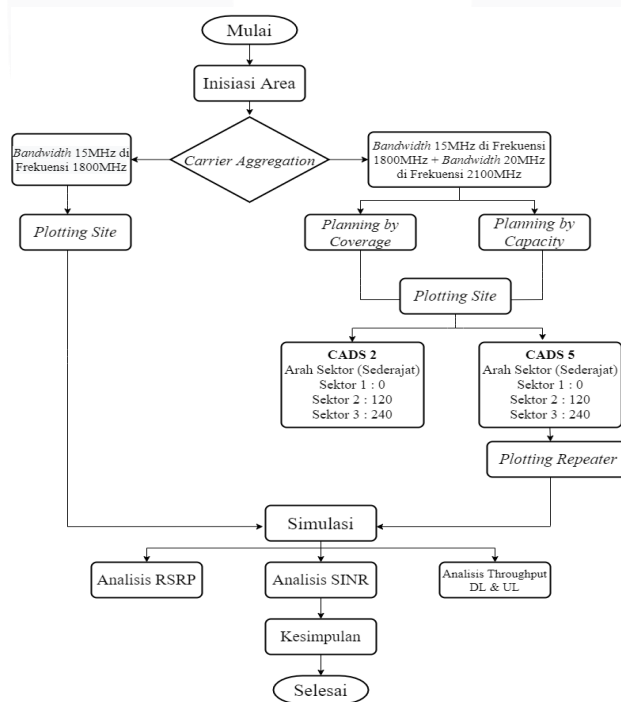 Mulai
Inisiasi Area
Carrier Aggregation
Bandwidth 15MHz di
Frekuensi 1800MHz
Bandwidth 15MHz di Frekuensi
1800MHz + Bandwidth 20MHz
di Frekuensi 2100MHz
Plotting Site
Planning by
Coverage
Planning by
Capacity
Plotting Site
CADS 2
Arah Sektor (Sederajat)
Sektor 1 : 0
Sektor 2 : 120
Sektor 3 : 240
CADS 5
Arah Sektor (Sederajat)
Sektor 1 : 0
Sektor 2 : 120
Sektor 3 : 240
Plotting Repeater
Simulasi
Analisis RSRP
Analisis SINR
Analisis Throughput
DL & UL
Kesimpulan
Selesai